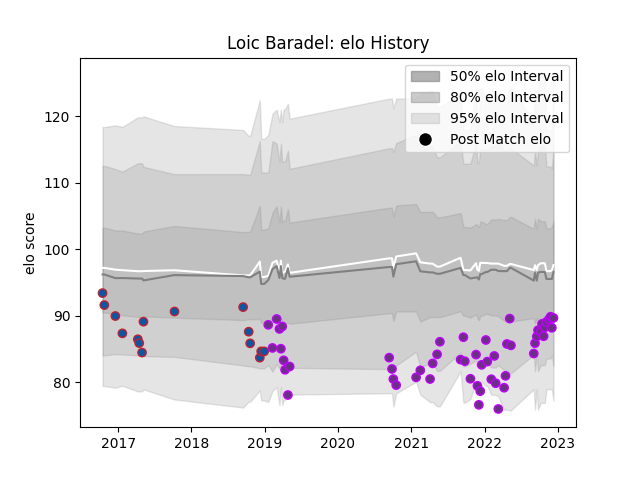 Loic Baradel: elo History
50% elo Interval
80% elo Interval
95% elo Interval
Post Match elo
elo score
120
110
100
90
80
2017
2018
2019
2020
2021
2022
2023